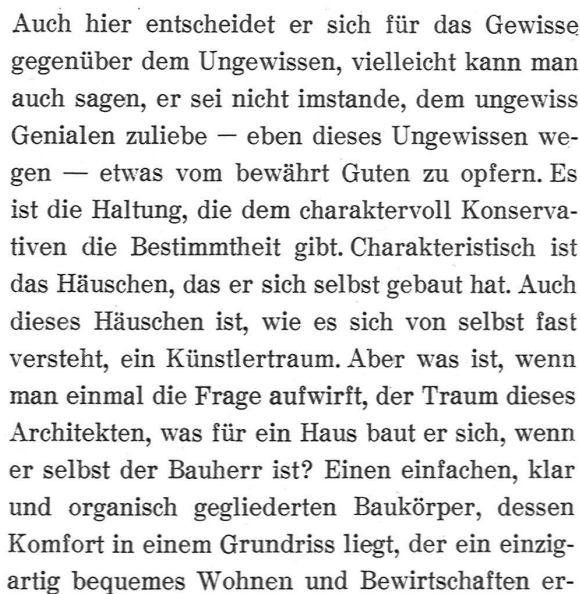 Auch hier entscheidet er sich für das Gewisse
gegenüber dem Ungewissen, vielleicht kann man
auch sagen, er sei nicht imstande, dem ungewiss
Genialen zuliebe — eben dieses Ungewissen we-
gen — etwas vom bewährt Guten zu opfern. Es
ist die Haltung, die dem charaktervoll Konserva-
tiven die Bestimmtheit gibt. Charakteristisch ist
das Häuschen, das er sich selbst gebaut hat. Auch
dieses Häuschen ist, wie es sich von selbst fast
versteht, ein Künstlertraum. Aber was ist, wenn
man einmal die Frage aufwirft, der Traum dieses
Architekten, was für ein Haus baut er sich, wenn
er selbst der Bauherr ist? Einen einfachen, klar
und organisch gegliederten Baukörper, dessen
Komfort in einem Grundriss liegt, der ein einzig-
artig bequemes Wohnen und Bewirtschaften er-